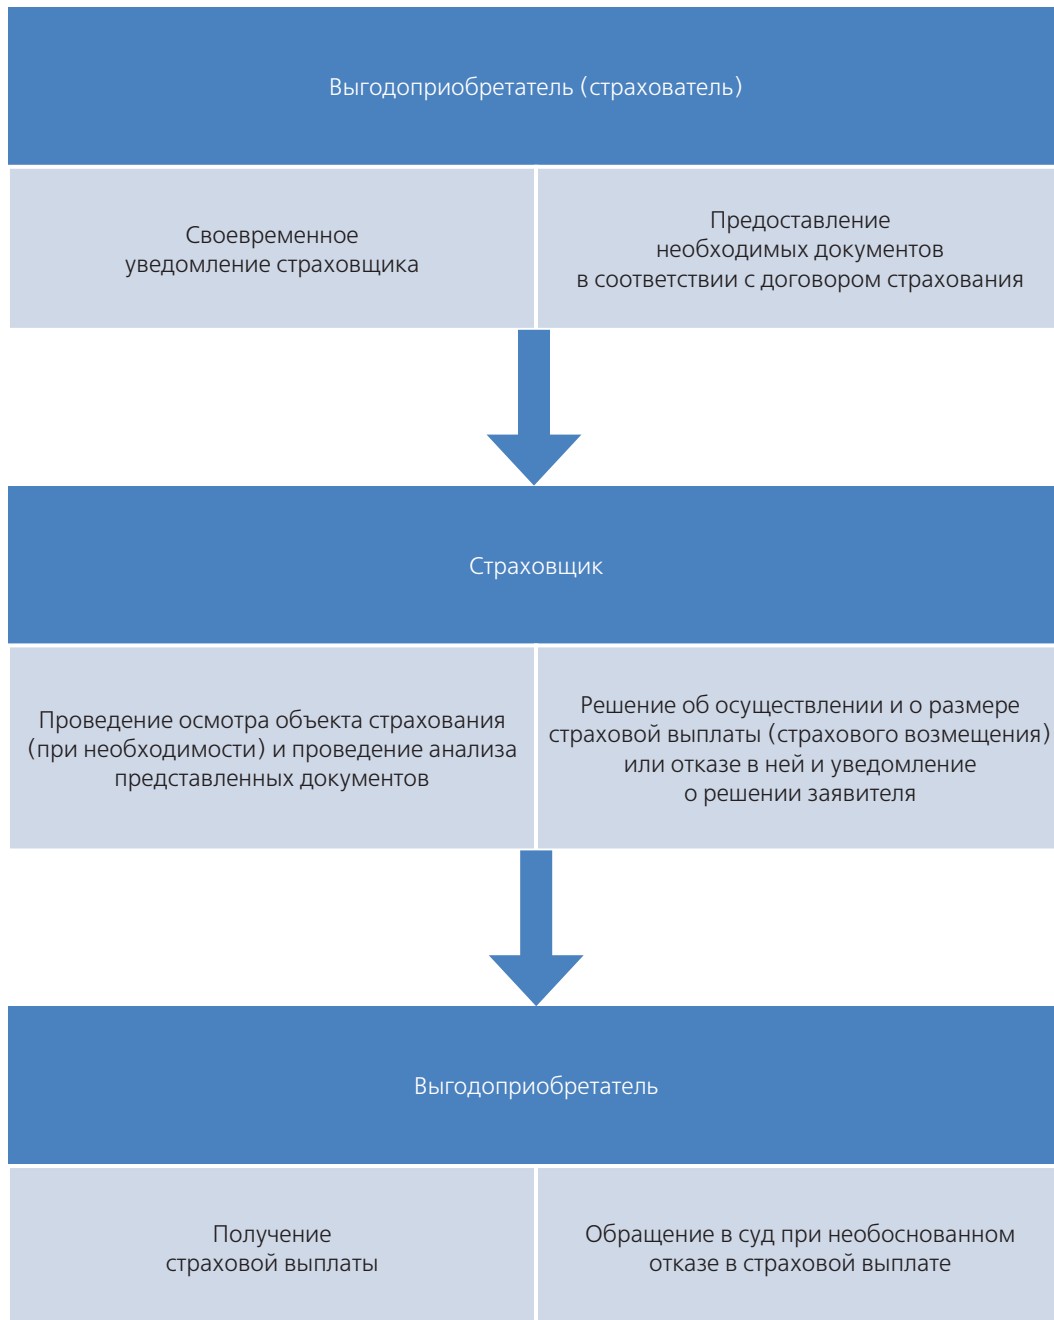 Выгодоприобретатель (страхователь)
Своевременное
уведомление страховщика
Предоставление
необходимых документов
в соответствии с договором страхования
Страховщик
Проведение осмотра объекта страхования
(при необходимости) и проведение анализа
представленных документов
Решение об осуществлении и о размере
страховой выплаты (страхового возмещения)
или отказе в ней и уведомление
о решении заявителя
Выгодоприобретатель
Получение
страховой выплаты
Обращение в суд при необоснованном
отказе в страховой выплате